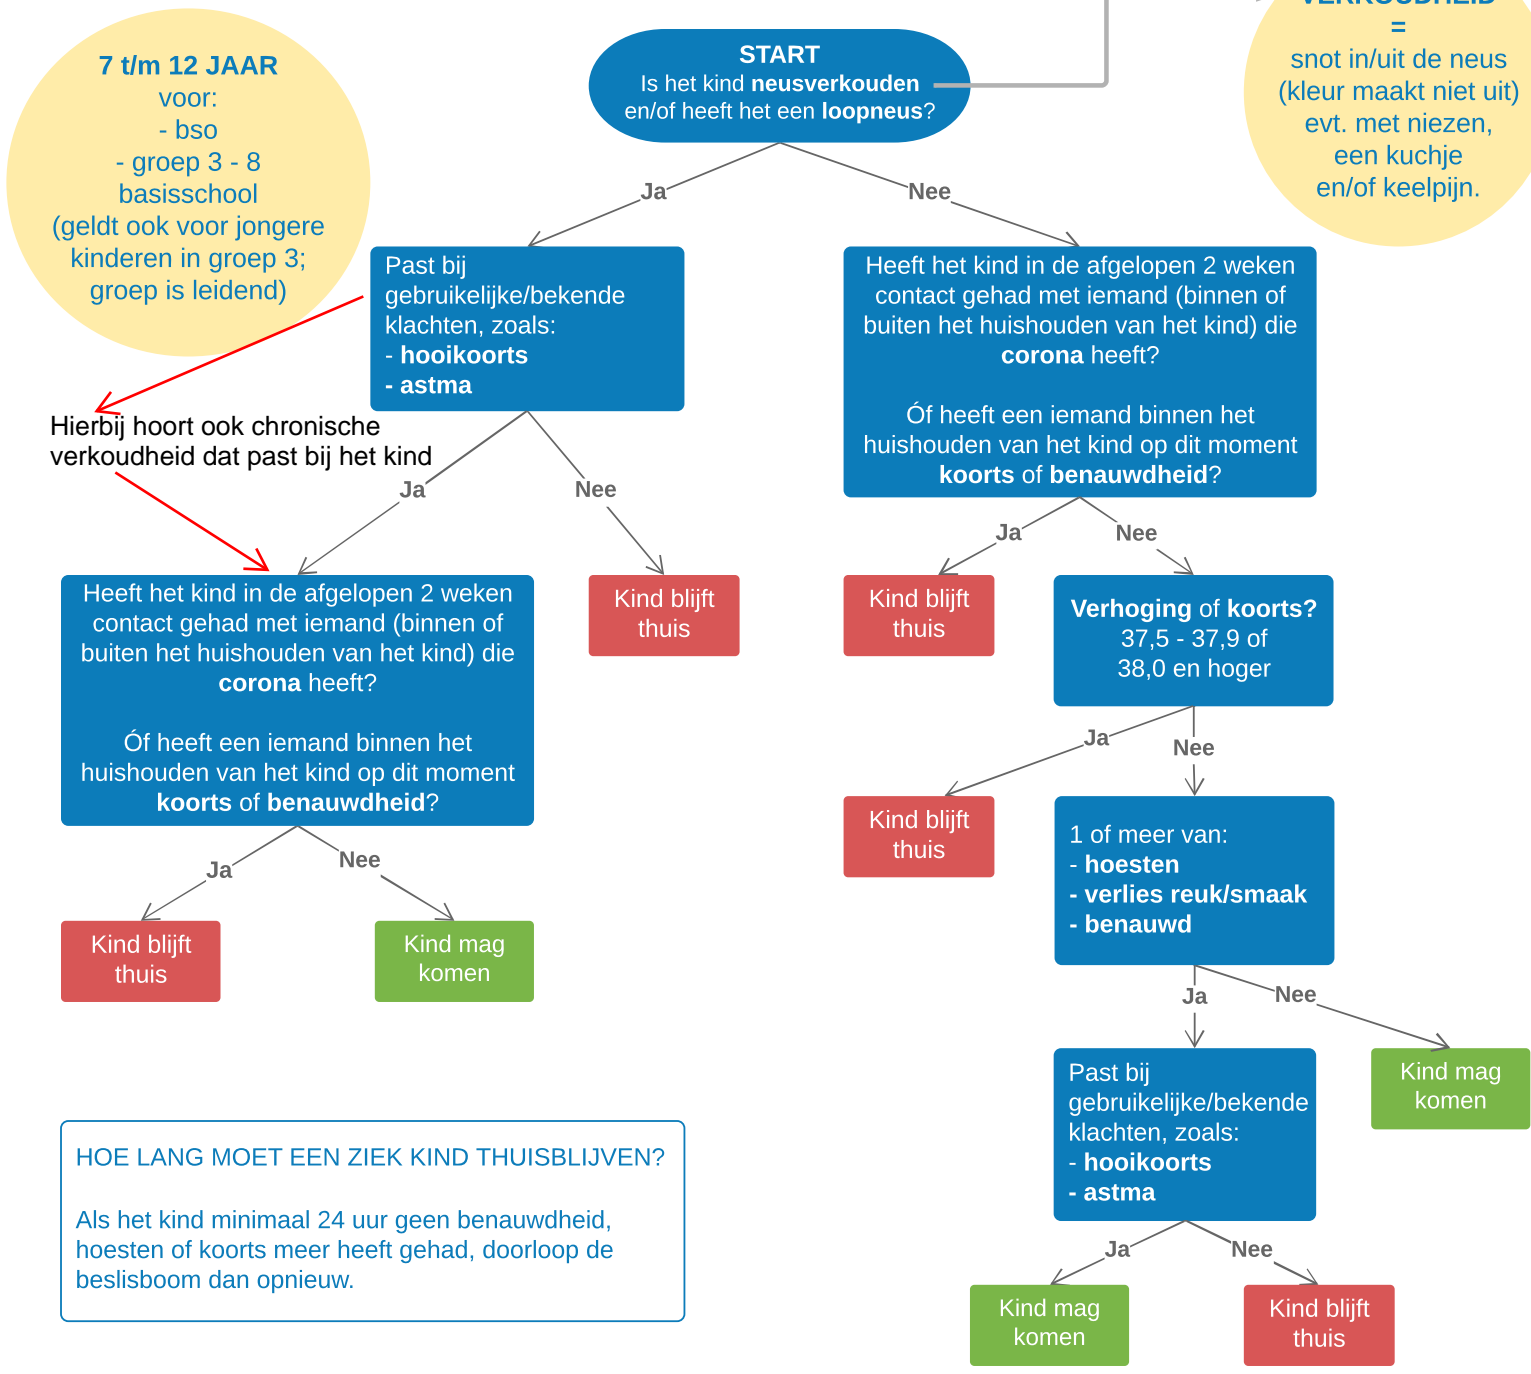 7 t/m 12 JAAR
voor:
- bso
- groep 3 - 8
basisschool
(geldt ook voor jongere
kinderen in groep 3;
groep is leidend)
START
Is het kind neusverkouden
en/of heeft het een loopneus?
VERKOUDHEID
=
snot in/uit de neus
(kleur maakt niet uit)
evt. met niezen,
een kuchje
en/of keelpijn.
Ja
Nee
Past bij
gebruikelijke/bekende
klachten, zoals:
- hooikoorts
- astma
Heeft het kind in de afgelopen 2 weken
contact gehad met iemand (binnen of
buiten het huishouden van het kind) die
corona heeft?
Óf heeft een iemand binnen het
huishouden van het kind op dit moment
koorts of benauwdheid?
Hierbij hoort ook chronische
verkoudheid dat past bij het kind
Ja
Nee
Ja
Nee
Heeft het kind in de afgelopen 2 weken
contact gehad met iemand (binnen of
buiten het huishouden van het kind) die
corona heeft?
Óf heeft een iemand binnen het
huishouden van het kind op dit moment
koorts of benauwdheid?
Kind blijft
thuis
Kind blijft
thuis
Verhoging of koorts?
37,5 - 37,9 of
38,0 en hoger
Ja
Nee
Kind blijft
thuis
1 of meer van:
- hoesten
- verlies reuk/smaak
- benauwd
Ja
Nee
Kind blijft
thuis
Kind mag
komen
Ja
Nee
Past bij
gebruikelijke/bekende
klachten, zoals:
- hooikoorts
- astma
Kind mag
komen
HOE LANG MOET EEN ZIEK KIND THUISBLIJVEN?
Als het kind minimaal 24 uur geen benauwdheid,
hoesten of koorts meer heeft gehad, doorloop de
beslisboom dan opnieuw.
Ja
Nee
Kind mag
komen
Kind blijft
thuis